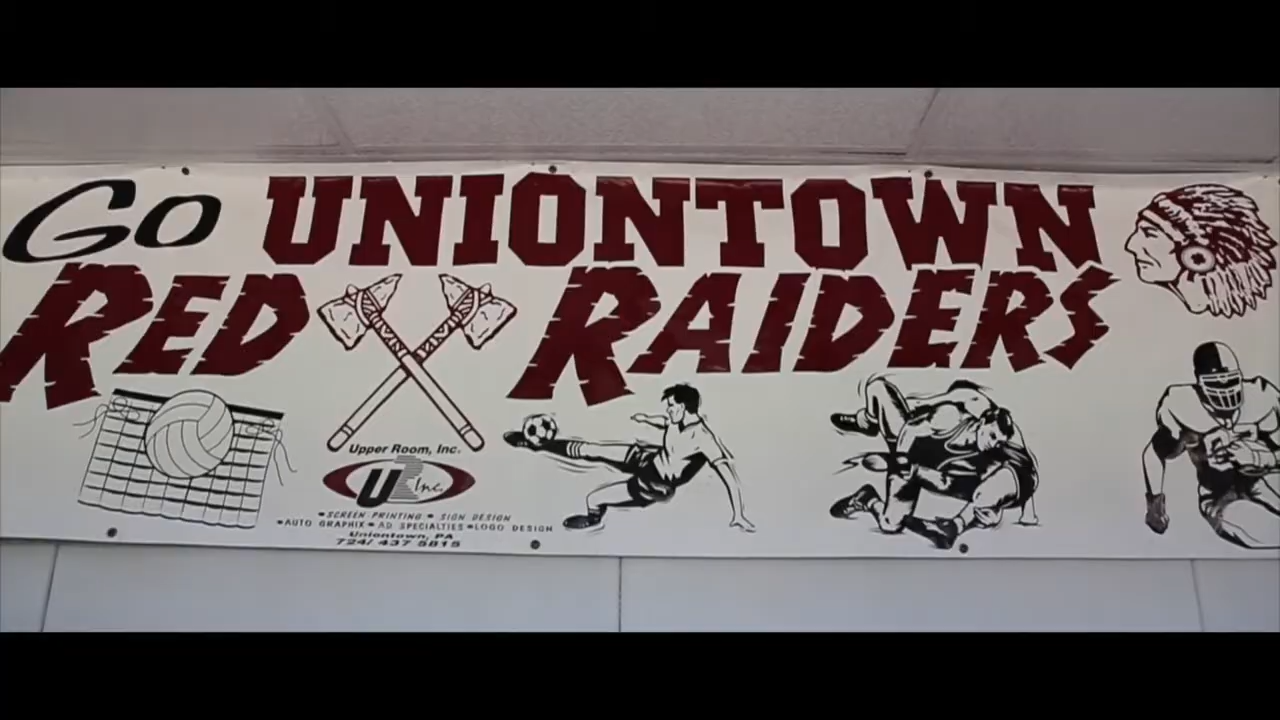 Go UNIONTOWN
RED RAIDERS
Upper Room, Inc.
UR Inc.
•SCREEN-PRINTING • SIGN DESIGN
•AUTO GRAPHIX •AD SPECIALTIES •LOGO DESIGN
Uniontown, PA
724/ 437 5815